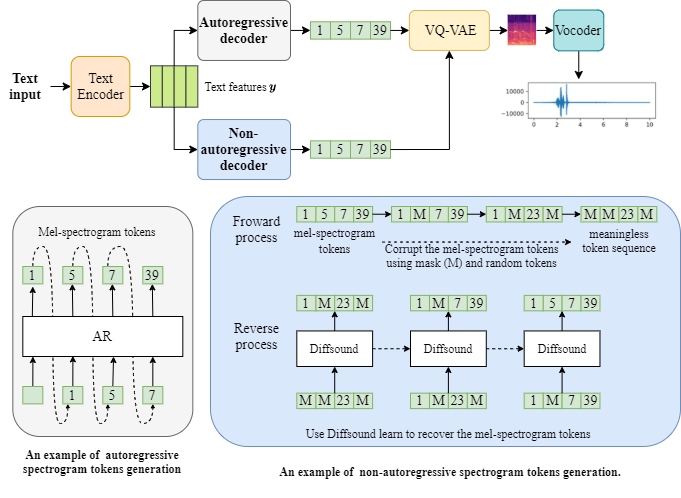 Text
input
Text
Encoder
Text features y
Autoregressive
decoder
1 5 7 39
VQ-VAE
Vocoder
10000
0
−10000
0 2 4 6 8 10
Non-
autoregressive
decoder
1 5 7 39
Mel-spectrogram tokens
1 5 7 39
AR
1 5 7
An example of autoregressive
spectrogram tokens generation
Froward
process
1 5 7 39
1 M 7 39
1 M 23 M
M M 23 M
mel-spectrogram
tokens
Corrupt the mel-spectrogram tokens
using mask (M) and random tokens
meaningless
token sequence
Reverse
process
1 M 23 M
1 M 7 39
1 5 7 39
Diffsound
Diffsound
Diffsound
M M 23 M
1 M 23 M
1 M 7 39
Use Diffsound learn to recover the mel-spectrogram tokens
An example of non-autoregressive spectrogram tokens generation.